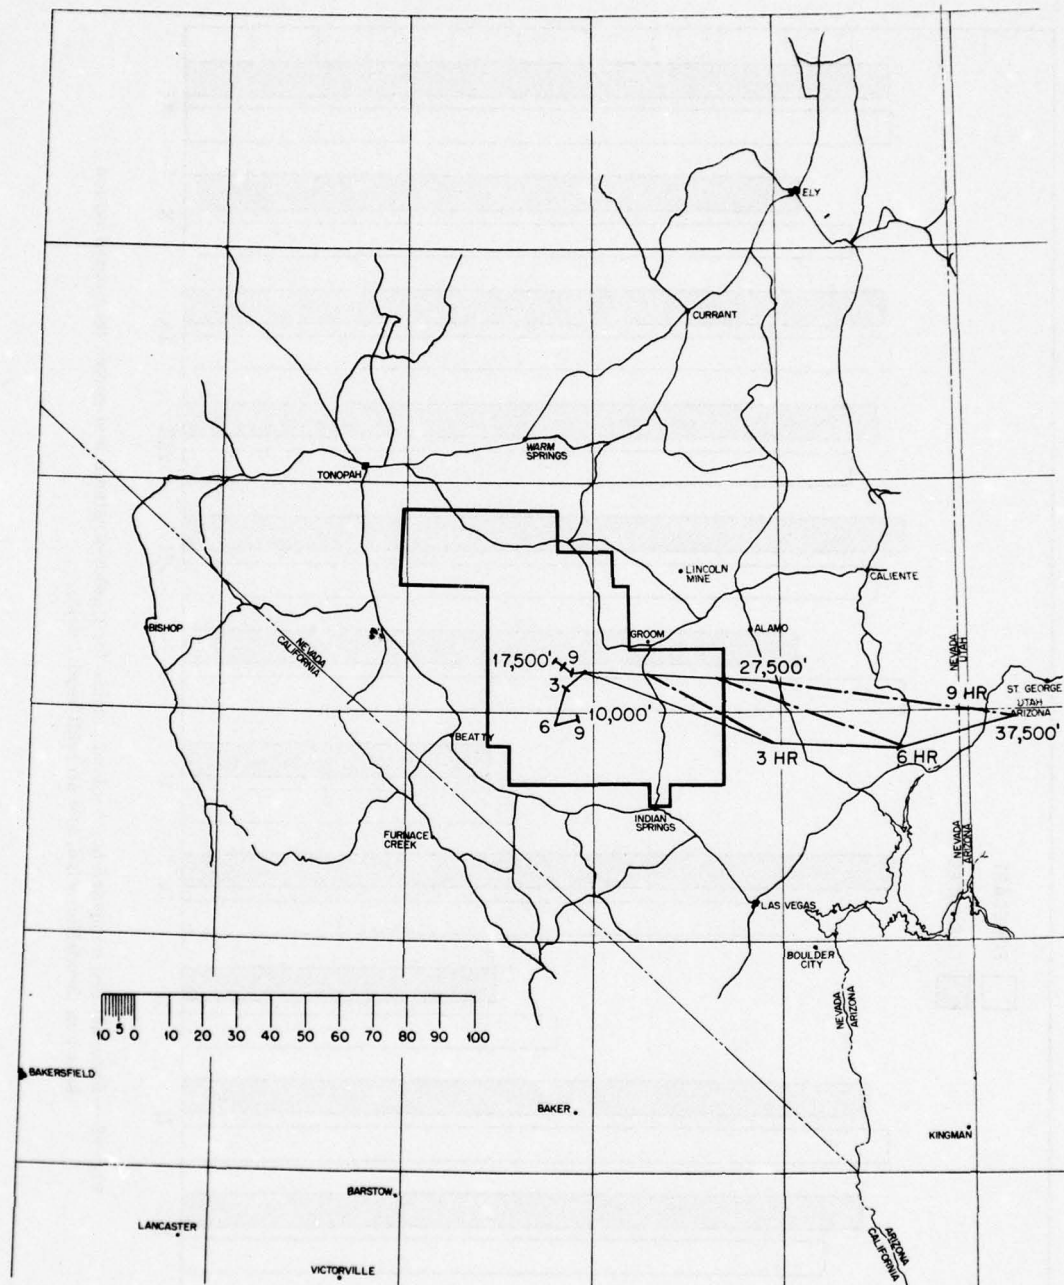 ELY
CURRANT
WARM
SPRINGS
TONOPAH
LINCOLN
MINE
CALIENTE
BISHOP
NEVADA
CALIFORNIA
GROOM
ALAMO
NEVADA
UTAH
17,500'
9
27,500'
ST. GEORGE
3
9 HR
UTAH
ARIZONA
10,000'
37,500'
6
9
BEATTY
3 HR
6 HR
INDIAN
SPRINGS
FURNACE
CREEK
NEVADA
ARIZONA
LAS VEGAS
BOULDER
CITY
NEVADA
ARIZONA
10 5 0 10 20 30 40 50 60 70 80 90 100
BAKERSFIELD
BAKER
KINGMAN
BARSTOW
LANCASTER
ARIZONA
CALIFORNIA
VICTORVILLE